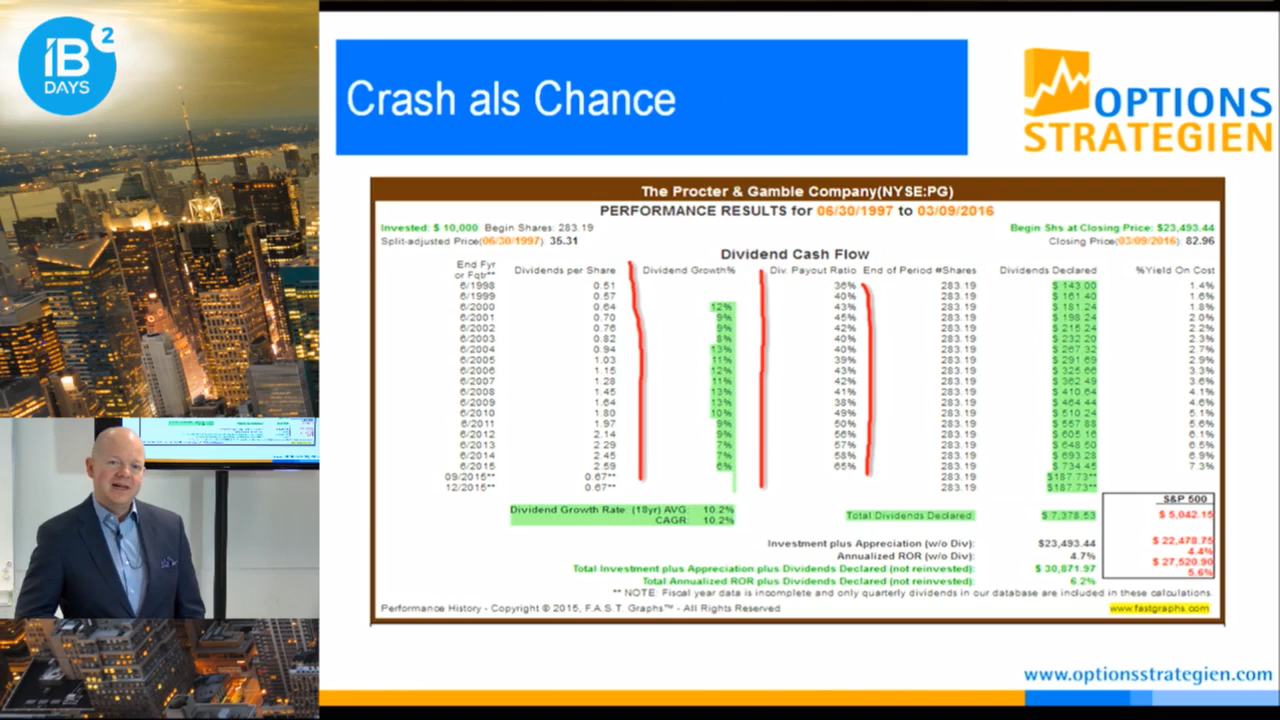 IB 2
DAYS
Crash als Chance
OPTIONS
STRATEGIEN
The Procter & Gamble Company(NYSE:PG)
PERFORMANCE RESULTS for 06/30/1997 to 03/09/2016
Invested: $ 10,000 Begin Shares: 283.19 Begin Shs at Closing Price: $23,493.44
Split-adjusted Price(06/30/1997): 35.31 Closing Price(03/09/2016): 82.96
Dividend Cash Flow
End Fyr or Fqtr** Dividends per Share Dividend Growth% Div. Payout Ratio End of Period #Shares Dividends Declared %Yield On Cost
6/1998 0.51 36% 283.19 $ 143.00 1.4%
6/1999 0.57 40% 283.19 $ 161.40 1.6%
6/2000 0.64 12% 43% 283.19 $ 181.24 1.8%
6/2001 0.70 9% 45% 283.19 $ 198.24 2.0%
6/2002 0.76 9% 42% 283.19 $ 215.24 2.2%
6/2003 0.82 8% 40% 283.19 $ 232.20 2.3%
6/2004 0.94 13% 40% 283.19 $ 267.32 2.7%
6/2005 1.03 11% 39% 283.19 $ 291.69 2.9%
6/2006 1.15 12% 40% 283.19 $ 325.66 3.3%
6/2007 1.28 11% 42% 283.19 $ 362.49 3.6%
6/2008 1.45 13% 41% 283.19 $ 410.64 4.1%
6/2009 1.64 13% 38% 283.19 $ 464.44 4.6%
6/2010 1.80 10% 49% 283.19 $ 510.24 5.1%
6/2011 1.97 9% 50% 283.19 $ 557.88 5.6%
6/2012 2.14 9% 56% 283.19 $ 605.16 6.1%
6/2013 2.29 7% 57% 283.19 $ 648.50 6.5%
6/2014 2.45 7% 58% 283.19 $ 693.28 6.9%
6/2015 2.59 6% 65% 283.19 $ 734.45 7.3%
09/2015** 0.67** 283.19 $187.73**
12/2015** 0.67** 283.19 $187.73**
Dividend Growth Rate: (18yr) AVG: 10.2%
CAGR: 10.2%
Total Dividends Declared: $ 7,378.53
S&P 500
$ 5,042.15
Investment plus Appreciation (w/o Div): $23,493.44 $ 22,478.75
Annualized ROR (w/o Div): 4.7% 4.4%
Total Investment plus Appreciation plus Dividends Declared (not reinvested): $ 30,871.97 $ 27,520.90
Total Annualized ROR plus Dividends Declared (not reinvested): 6.2% 5.6%
** NOTE: Fiscal year data is incomplete and only quarterly dividends in our database are included in these calculations.
Performance History - Copyright © 2015, F.A.S.T. Graphs™ - All Rights Reserved www.fastgraphs.com
www.optionsstrategien.com